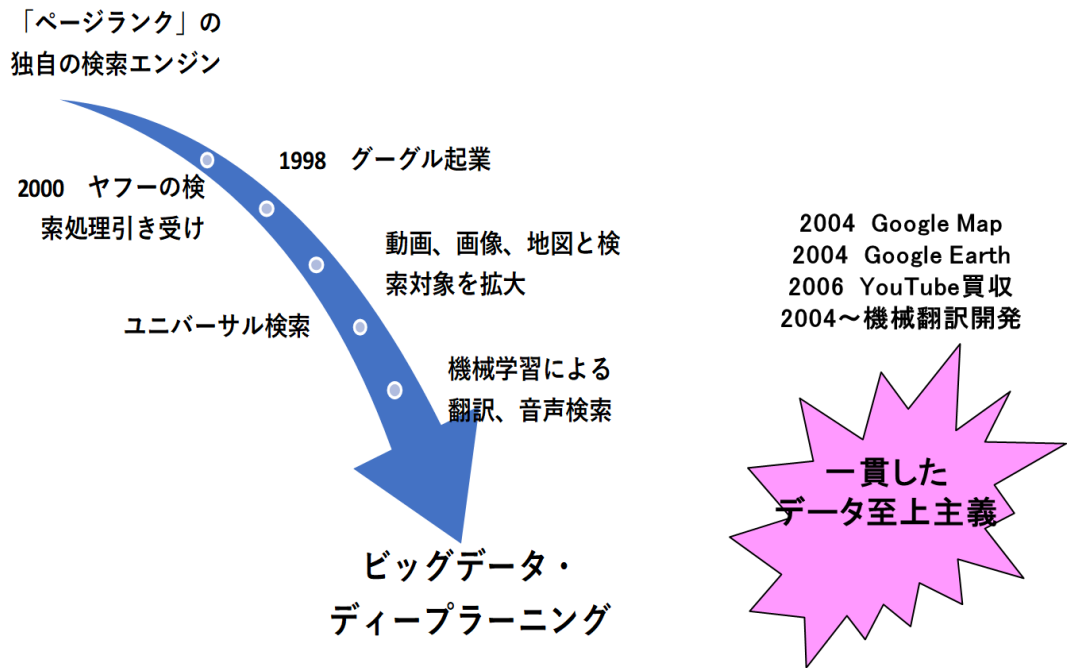 「ページランク」の
独自の検索エンジン
1998　グーグル起業
2000　ヤフーの検
索処理引き受け
動画、画像、地図と検
索対象を拡大
ユニバーサル検索
機械学習による
翻訳、音声検索
ビッグデータ・
ディープラーニング
2004 Google Map
2004 Google Earth
2006 YouTube買収
2004～機械翻訳開発
一貫した
データ至上主義